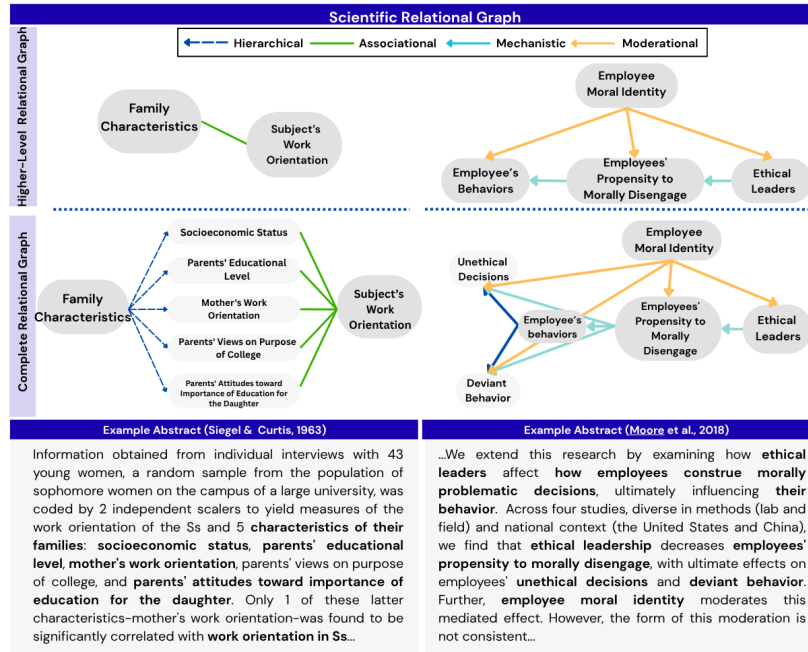 Scientific Relational Graph
Hierarchical
Associational
Mechanistic
Moderational
Higher-Level Relational Graph
Family
Characteristics
Subject's
Work
Orientation
Employee
Moral Identity
Employee's
Behaviors
Employees'
Propensity to
Morally Disengage
Ethical
Leaders
Complete Relational Graph
Family
Characteristics
Socioeconomic Status
Parents' Educational
Level
Mother's Work
Orientation
Parents' Views on Purpose
of College
Parents' Attitudes toward
Importance of Education for
the Daughter
Subject's
Work
Orientation
Employee
Moral Identity
Unethical
Decisions
Employee's
behaviors
Deviant
Behavior
Employees'
Propensity to
Morally
Disengage
Ethical
Leaders
Example Abstract (Siegel & Curtis, 1963)
Information obtained from individual interviews with 43
young women, a random sample from the population of
sophomore women on the campus of a large university, was
coded by 2 independent scalers to yield measures of the
work orientation of the Ss and 5 characteristics of their
families: socioeconomic status, parents' educational
level, mother's work orientation, parents' views on purpose
of college, and parents' attitudes toward importance of
education for the daughter. Only 1 of these latter
characteristics-mother's work orientation-was found to be
significantly correlated with work orientation in Ss...
Example Abstract (Moore et al., 2018)
...We extend this research by examining how ethical
leaders affect how employees construe morally
problematic decisions, ultimately influencing their
behavior. Across four studies, diverse in methods (lab and
field) and national context (the United States and China),
we find that ethical leadership decreases employees'
propensity to morally disengage, with ultimate effects on
employees' unethical decisions and deviant behavior.
Further, employee moral identity moderates this
mediated effect. However, the form of this moderation is
not consistent...